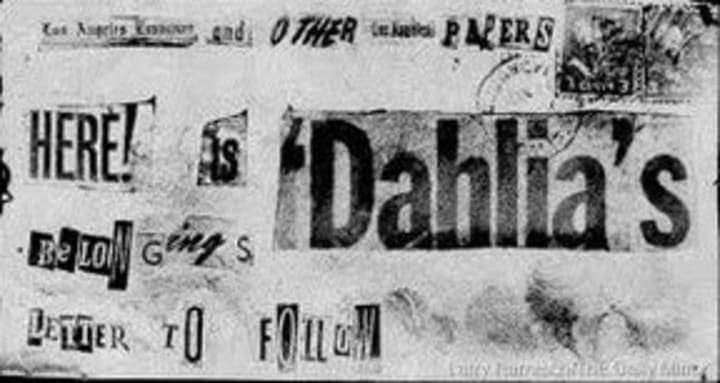 Los Angeles Examiner and OTHER Los Angeles PAPERS
HERE! is 'Dahlia's
BeLONGingS
LETTER TO FOLLOW